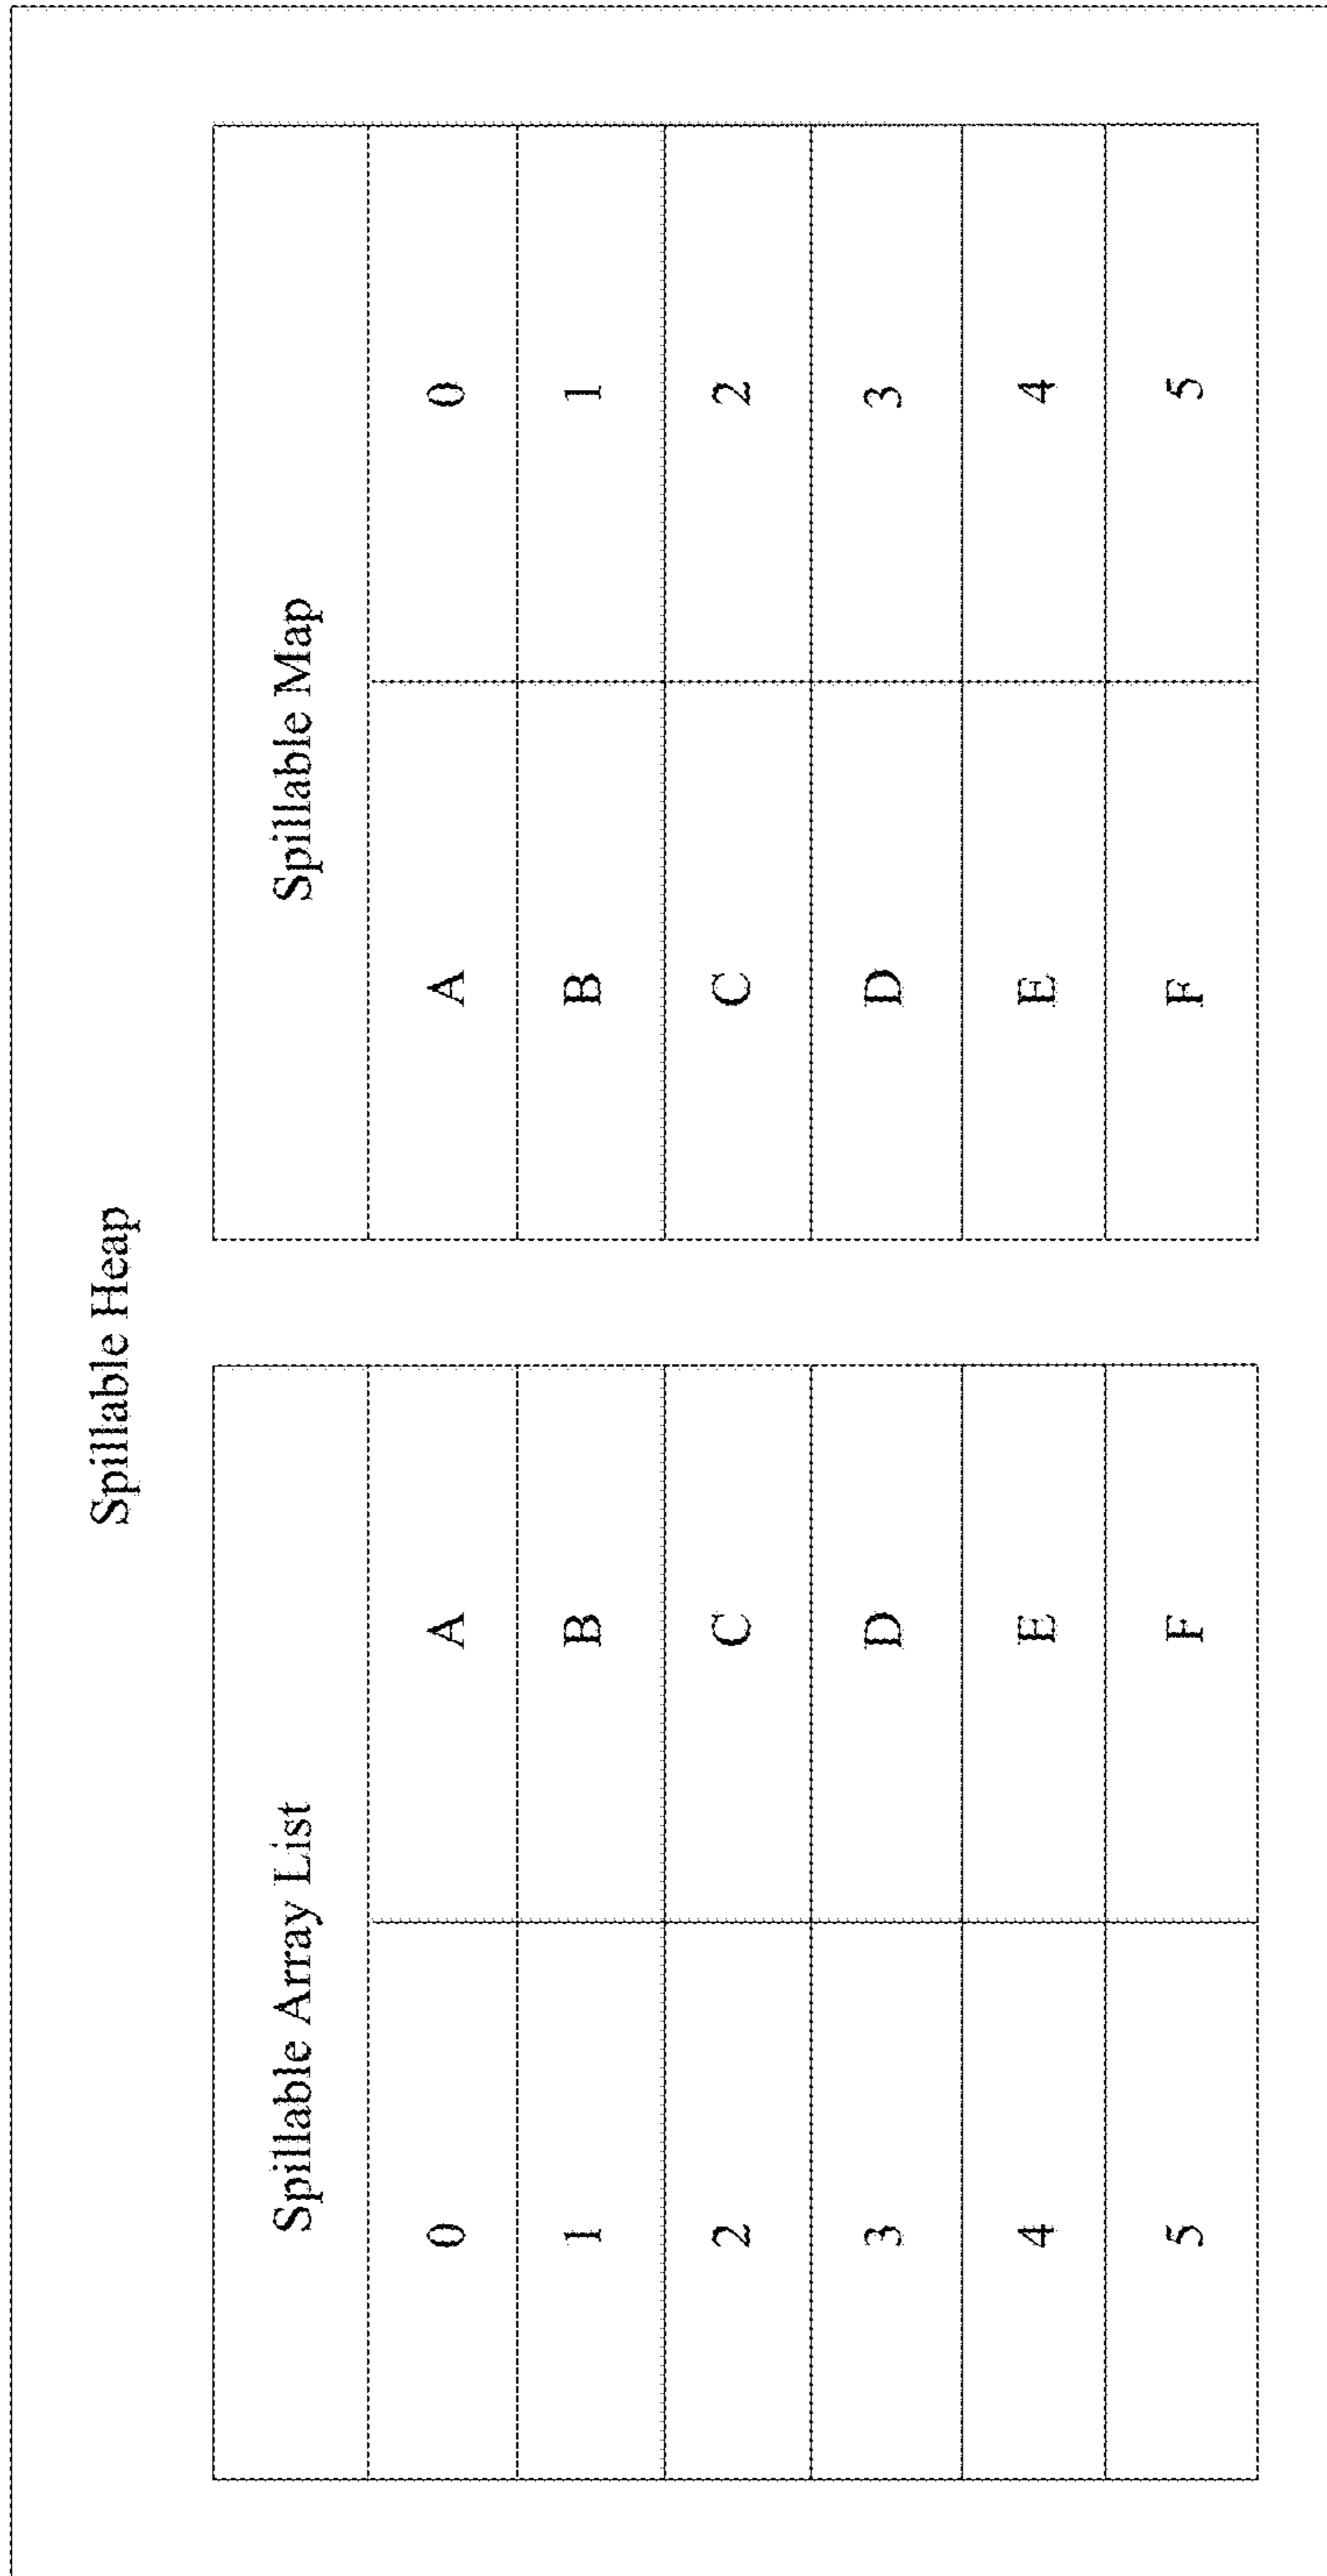 Spillable Heap
Spillable Array List
0 A
1 B
2 C
3 D
4 E
5 F
Spillable Map
A 0
B 1
C 2
D 3
E 4
F 5